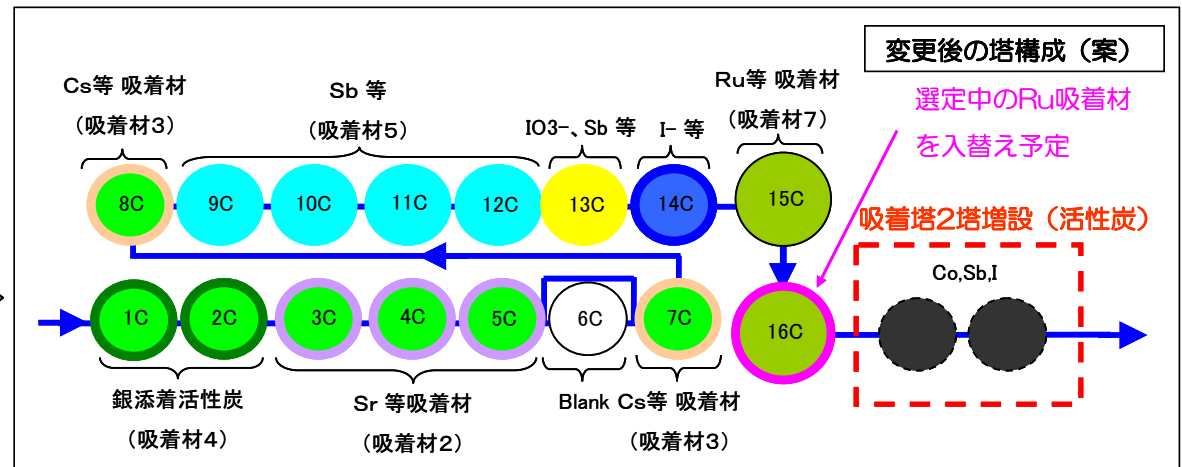 変更後の塔構成（案）
Cs等 吸着材
（吸着材3）
Sb 等
（吸着材5）
IO3-、Sb 等
I- 等
Ru等 吸着材
（吸着材7）
選定中のRu吸着材
を入替え予定
8C
9C
10C
11C
12C
13C
14C
15C
吸着塔2塔増設（活性炭）
Co,Sb,I
1C
2C
3C
4C
5C
6C
7C
16C
銀添着活性炭
（吸着材4）
Sr 等吸着材
（吸着材2）
Blank
Cs等 吸着材
（吸着材3）